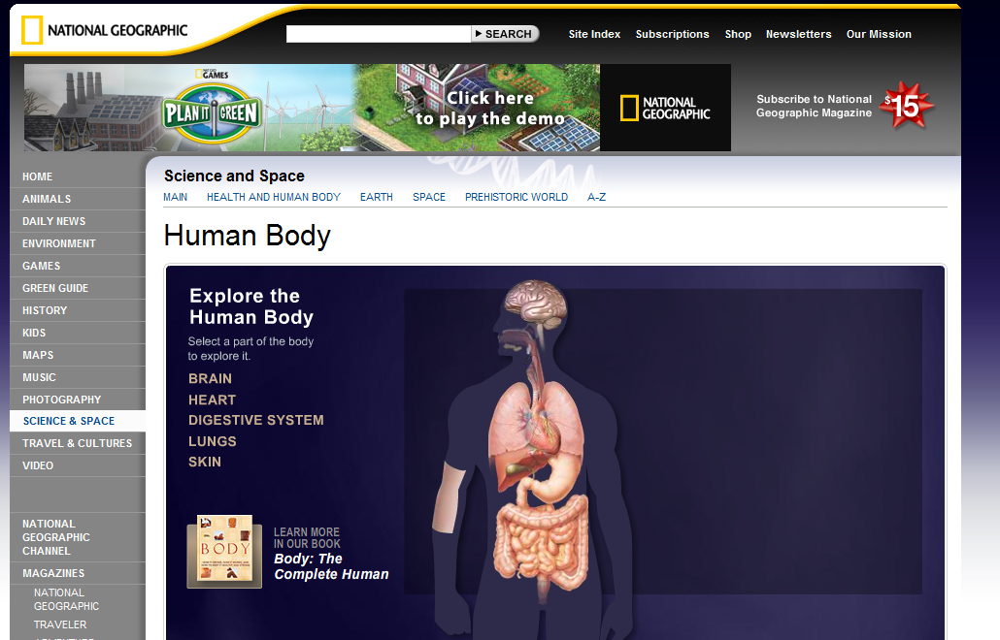 NATIONAL GEOGRAPHIC
SEARCH
Site Index Subscriptions Shop Newsletters Our Mission
GAMES
PLAN IT GREEN
Click here
to play the demo
NATIONAL
GEOGRAPHIC
Subscribe to National
Geographic Magazine
$15
HOME
ANIMALS
DAILY NEWS
ENVIRONMENT
GAMES
GREEN GUIDE
HISTORY
KIDS
MAPS
MUSIC
PHOTOGRAPHY
SCIENCE & SPACE
TRAVEL & CULTURES
VIDEO
NATIONAL
GEOGRAPHIC
CHANNEL
MAGAZINES
NATIONAL
GEOGRAPHIC
TRAVELER
Science and Space
MAIN HEALTH AND HUMAN BODY EARTH SPACE PREHISTORIC WORLD A-Z
Human Body
Explore the
Human Body
Select a part of the body
to explore it.
BRAIN
HEART
DIGESTIVE SYSTEM
LUNGS
SKIN
BODY
LEARN MORE
IN OUR BOOK
Body: The
Complete Human